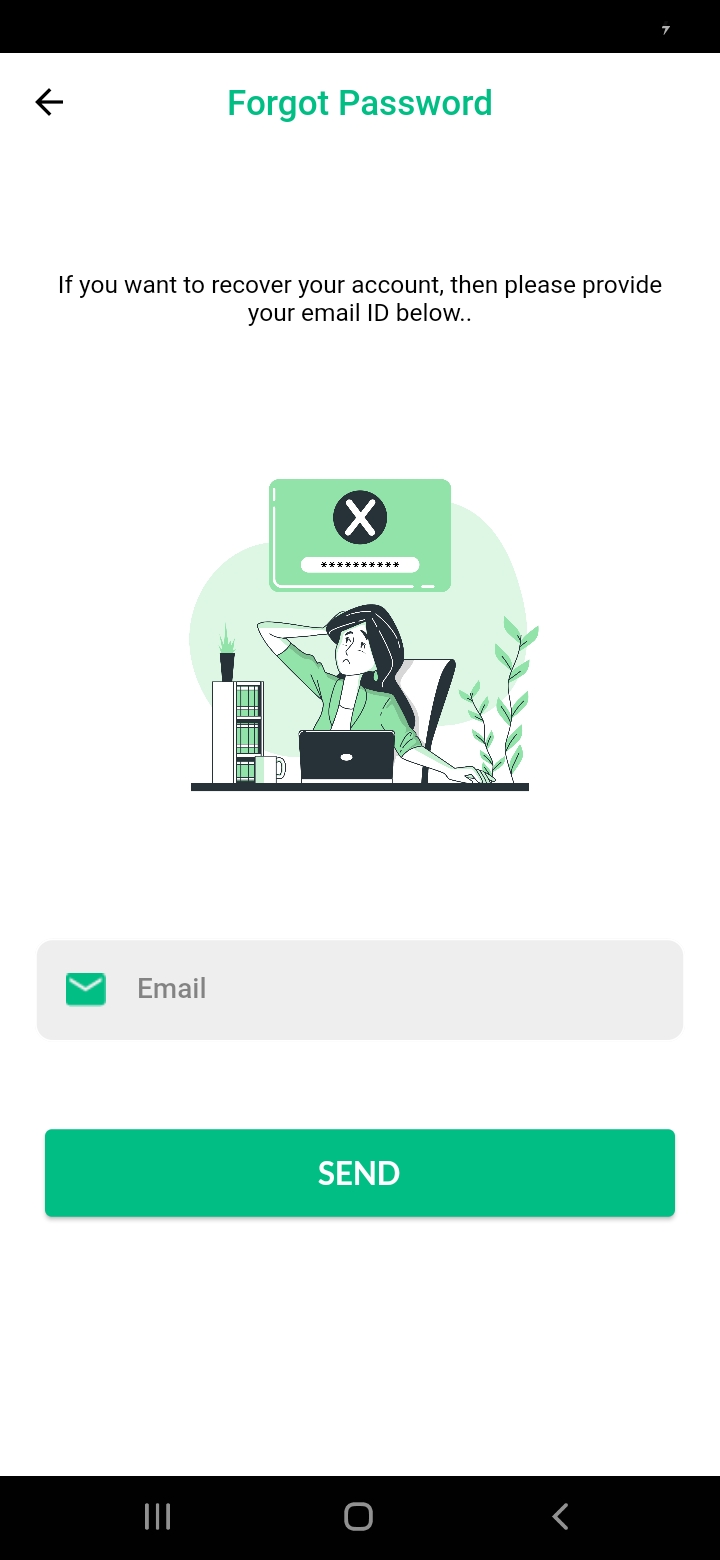 Forgot Password
If you want to recover your account, then please provide
your email ID below..
**********
Email
SEND